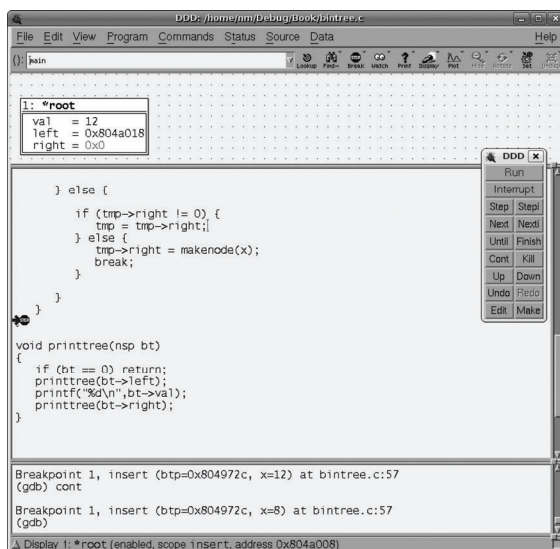 DDD: /home/nm/Debug/Book/bintree.c
File Edit View Program Commands Status Source Data Help
(): main
Lookup Find» Break Watch Print Display Plot Hide Rotate Set Undisp
1: *root
val = 12
left = 0x804a018
right = 0x0
DDD
Run
Interrupt
Step Stepi
Next Nexti
Until Finish
Cont Kill
Up Down
Undo Redo
Edit Make
} else {
if (tmp->right != 0) {
tmp = tmp->right;
} else {
tmp->right = makenode(x);
break;
}
}
}
void printtree(nsp bt)
{
if (bt == 0) return;
printtree(bt->left);
printf("%d\n",bt->val);
printtree(bt->right);
}
Breakpoint 1, insert (btp=0x804972c, x=12) at bintree.c:57
(gdb) cont
Breakpoint 1, insert (btp=0x804972c, x=8) at bintree.c:57
(gdb)
Display 1: *root (enabled, scope insert, address 0x804a008)